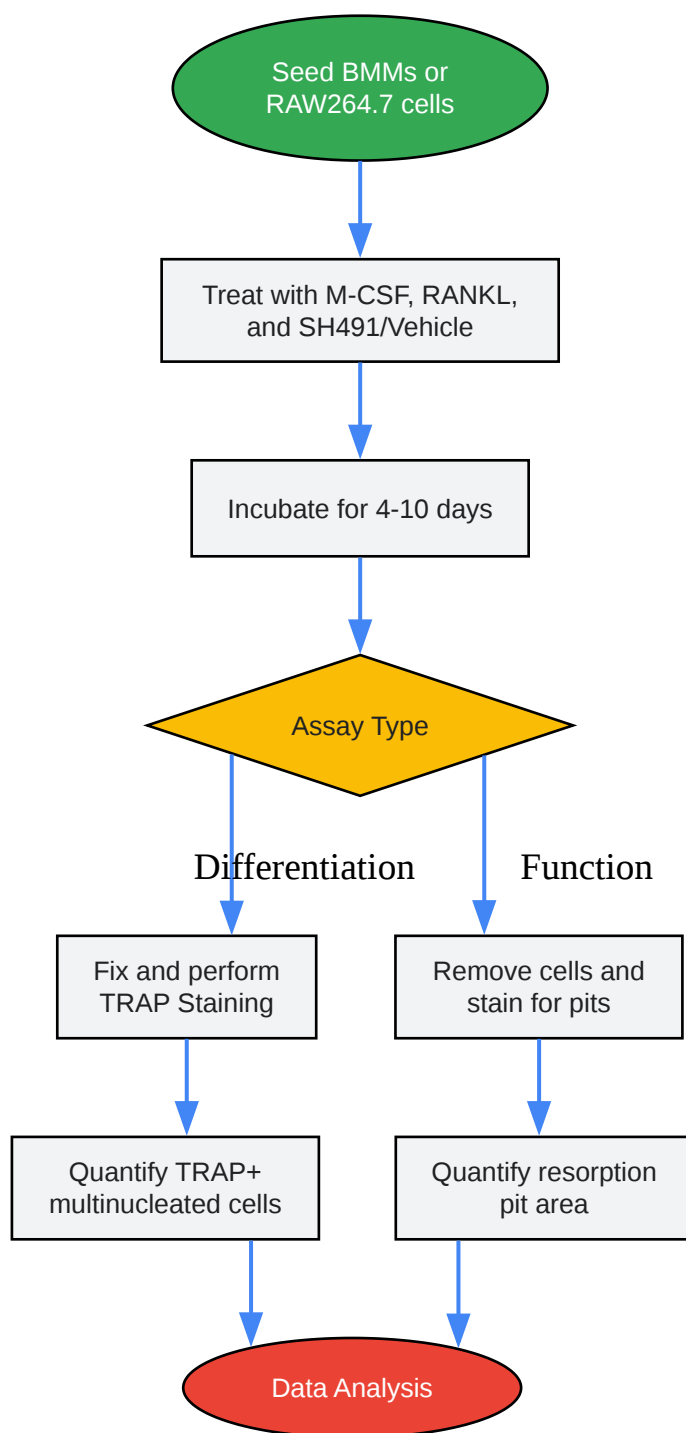 Seed BMMs or
RAW264.7 cells
Treat with M-CSF, RANKL,
and SH491/Vehicle
Incubate for 4-10 days
Assay Type
Differentiation
Function
Fix and perform
TRAP Staining
Remove cells and
stain for pits
Quantify TRAP+
multinucleated cells
Quantify resorption
pit area
Data Analysis